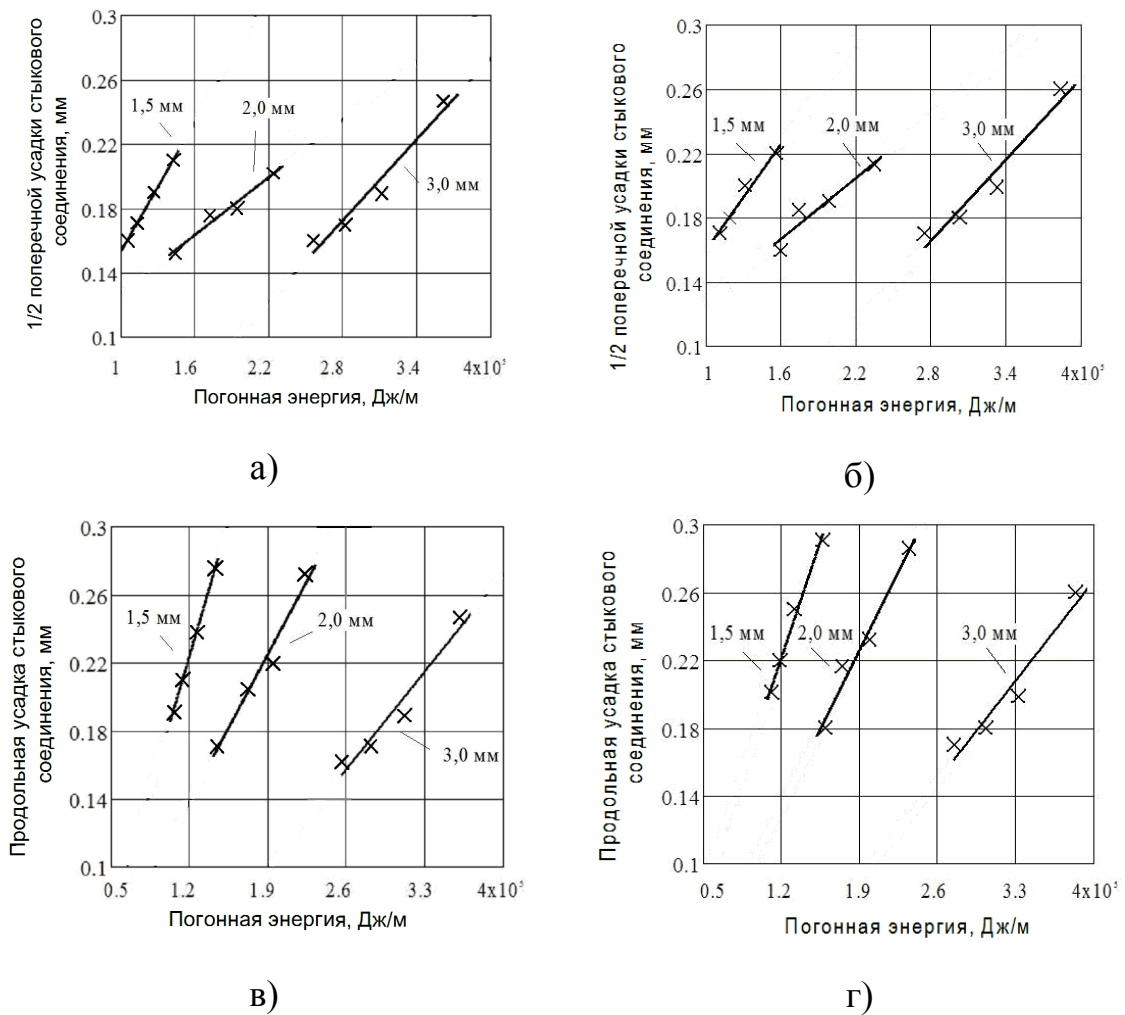 1/2 поперечной усадки стыкового
соединения, мм
0.3
0.26
0.22
0.18
0.14
0.1
1,5 мм
2,0 мм
3,0 мм
1 1.6 2.2 2.8 3.4 4x10⁵
Погонная энергия, Дж/м
а)
1/2 поперечной усадки стыкового
соединения, мм
0.3
0.26
0.22
0.18
0.14
0.1
1,5 мм
2,0 мм
3,0 мм
1 1.6 2.2 2.8 3.4 4x10⁵
Погонная энергия, Дж/м
б)
Продольная усадка стыкового
соединения, мм
0.3
0.26
0.22
0.18
0.14
0.1
1,5 мм
2,0 мм
3,0 мм
0.5 1.2 1.9 2.6 3.3 4x10⁵
Погонная энергия, Дж/м
в)
Продольная усадка стыкового
соединения, мм
0.3
0.26
0.22
0.18
0.14
0.1
1,5 мм
2,0 мм
3,0 мм
0.5 1.2 1.9 2.6 3.3 4x10⁵
Погонная энергия, Дж/м
г)